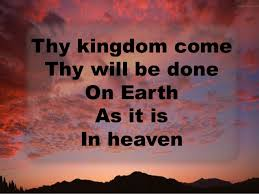 Thy kingdom come
Thy will be done
On Earth
As it is
In heaven